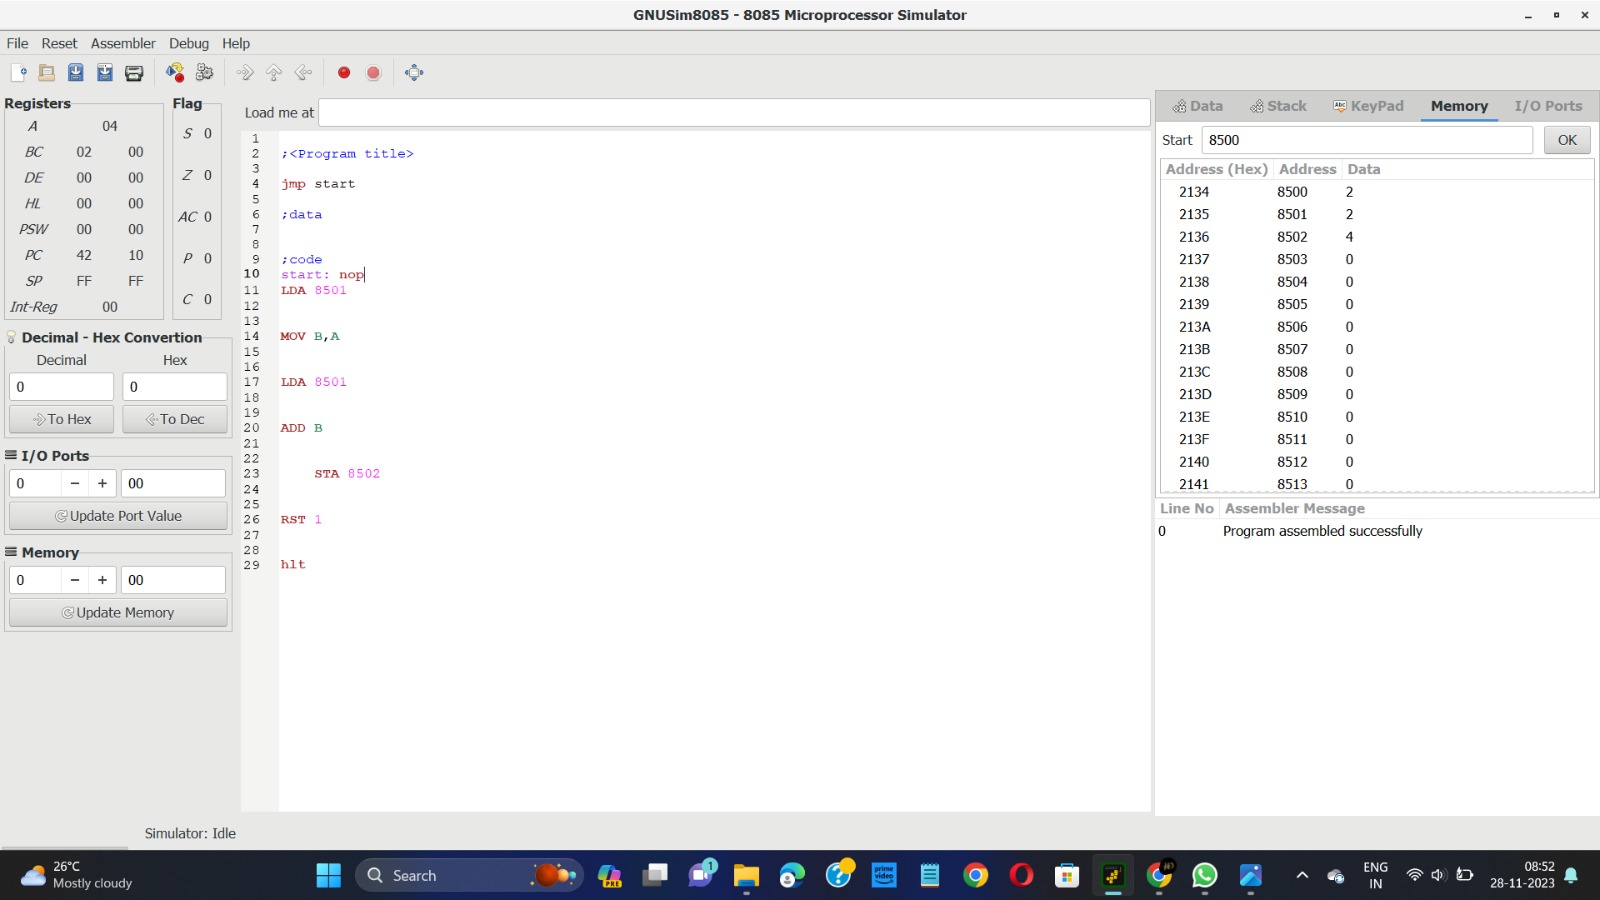 GNUSim8085 - 8085 Microprocessor Simulator
File Reset Assembler Debug Help
Registers
A 04
BC 02 00
DE 00 00
HL 00 00
PSW 00 00
PC 42 10
SP FF FF
Int-Reg 00
Flag
S 0
Z 0
AC 0
P 0
C 0
Decimal - Hex Convertion
Decimal Hex
0 0
To Hex To Dec
I/O Ports
0 - + 00
Update Port Value
Memory
0 - + 00
Update Memory
Load me at
1
2 ;<Program title>
3
4 jmp start
5
6 ;data
7
8
9 ;code
10 start: nop
11 LDA 8501
12
13
14 MOV B,A
15
16
17 LDA 8501
18
19
20 ADD B
21
22
23 STA 8502
24
25
26 RST 1
27
28
29 hlt
Data Stack Abc KeyPad Memory I/O Ports
Start 8500 OK
Address (Hex) Address Data
2134 8500 2
2135 8501 2
2136 8502 4
2137 8503 0
2138 8504 0
2139 8505 0
213A 8506 0
213B 8507 0
213C 8508 0
213D 8509 0
213E 8510 0
213F 8511 0
2140 8512 0
2141 8513 0
Line No Assembler Message
0 Program assembled successfully
Simulator: Idle
26°C
Mostly cloudy
Search
PRE
1
prime video
ENG
IN
08:52
28-11-2023